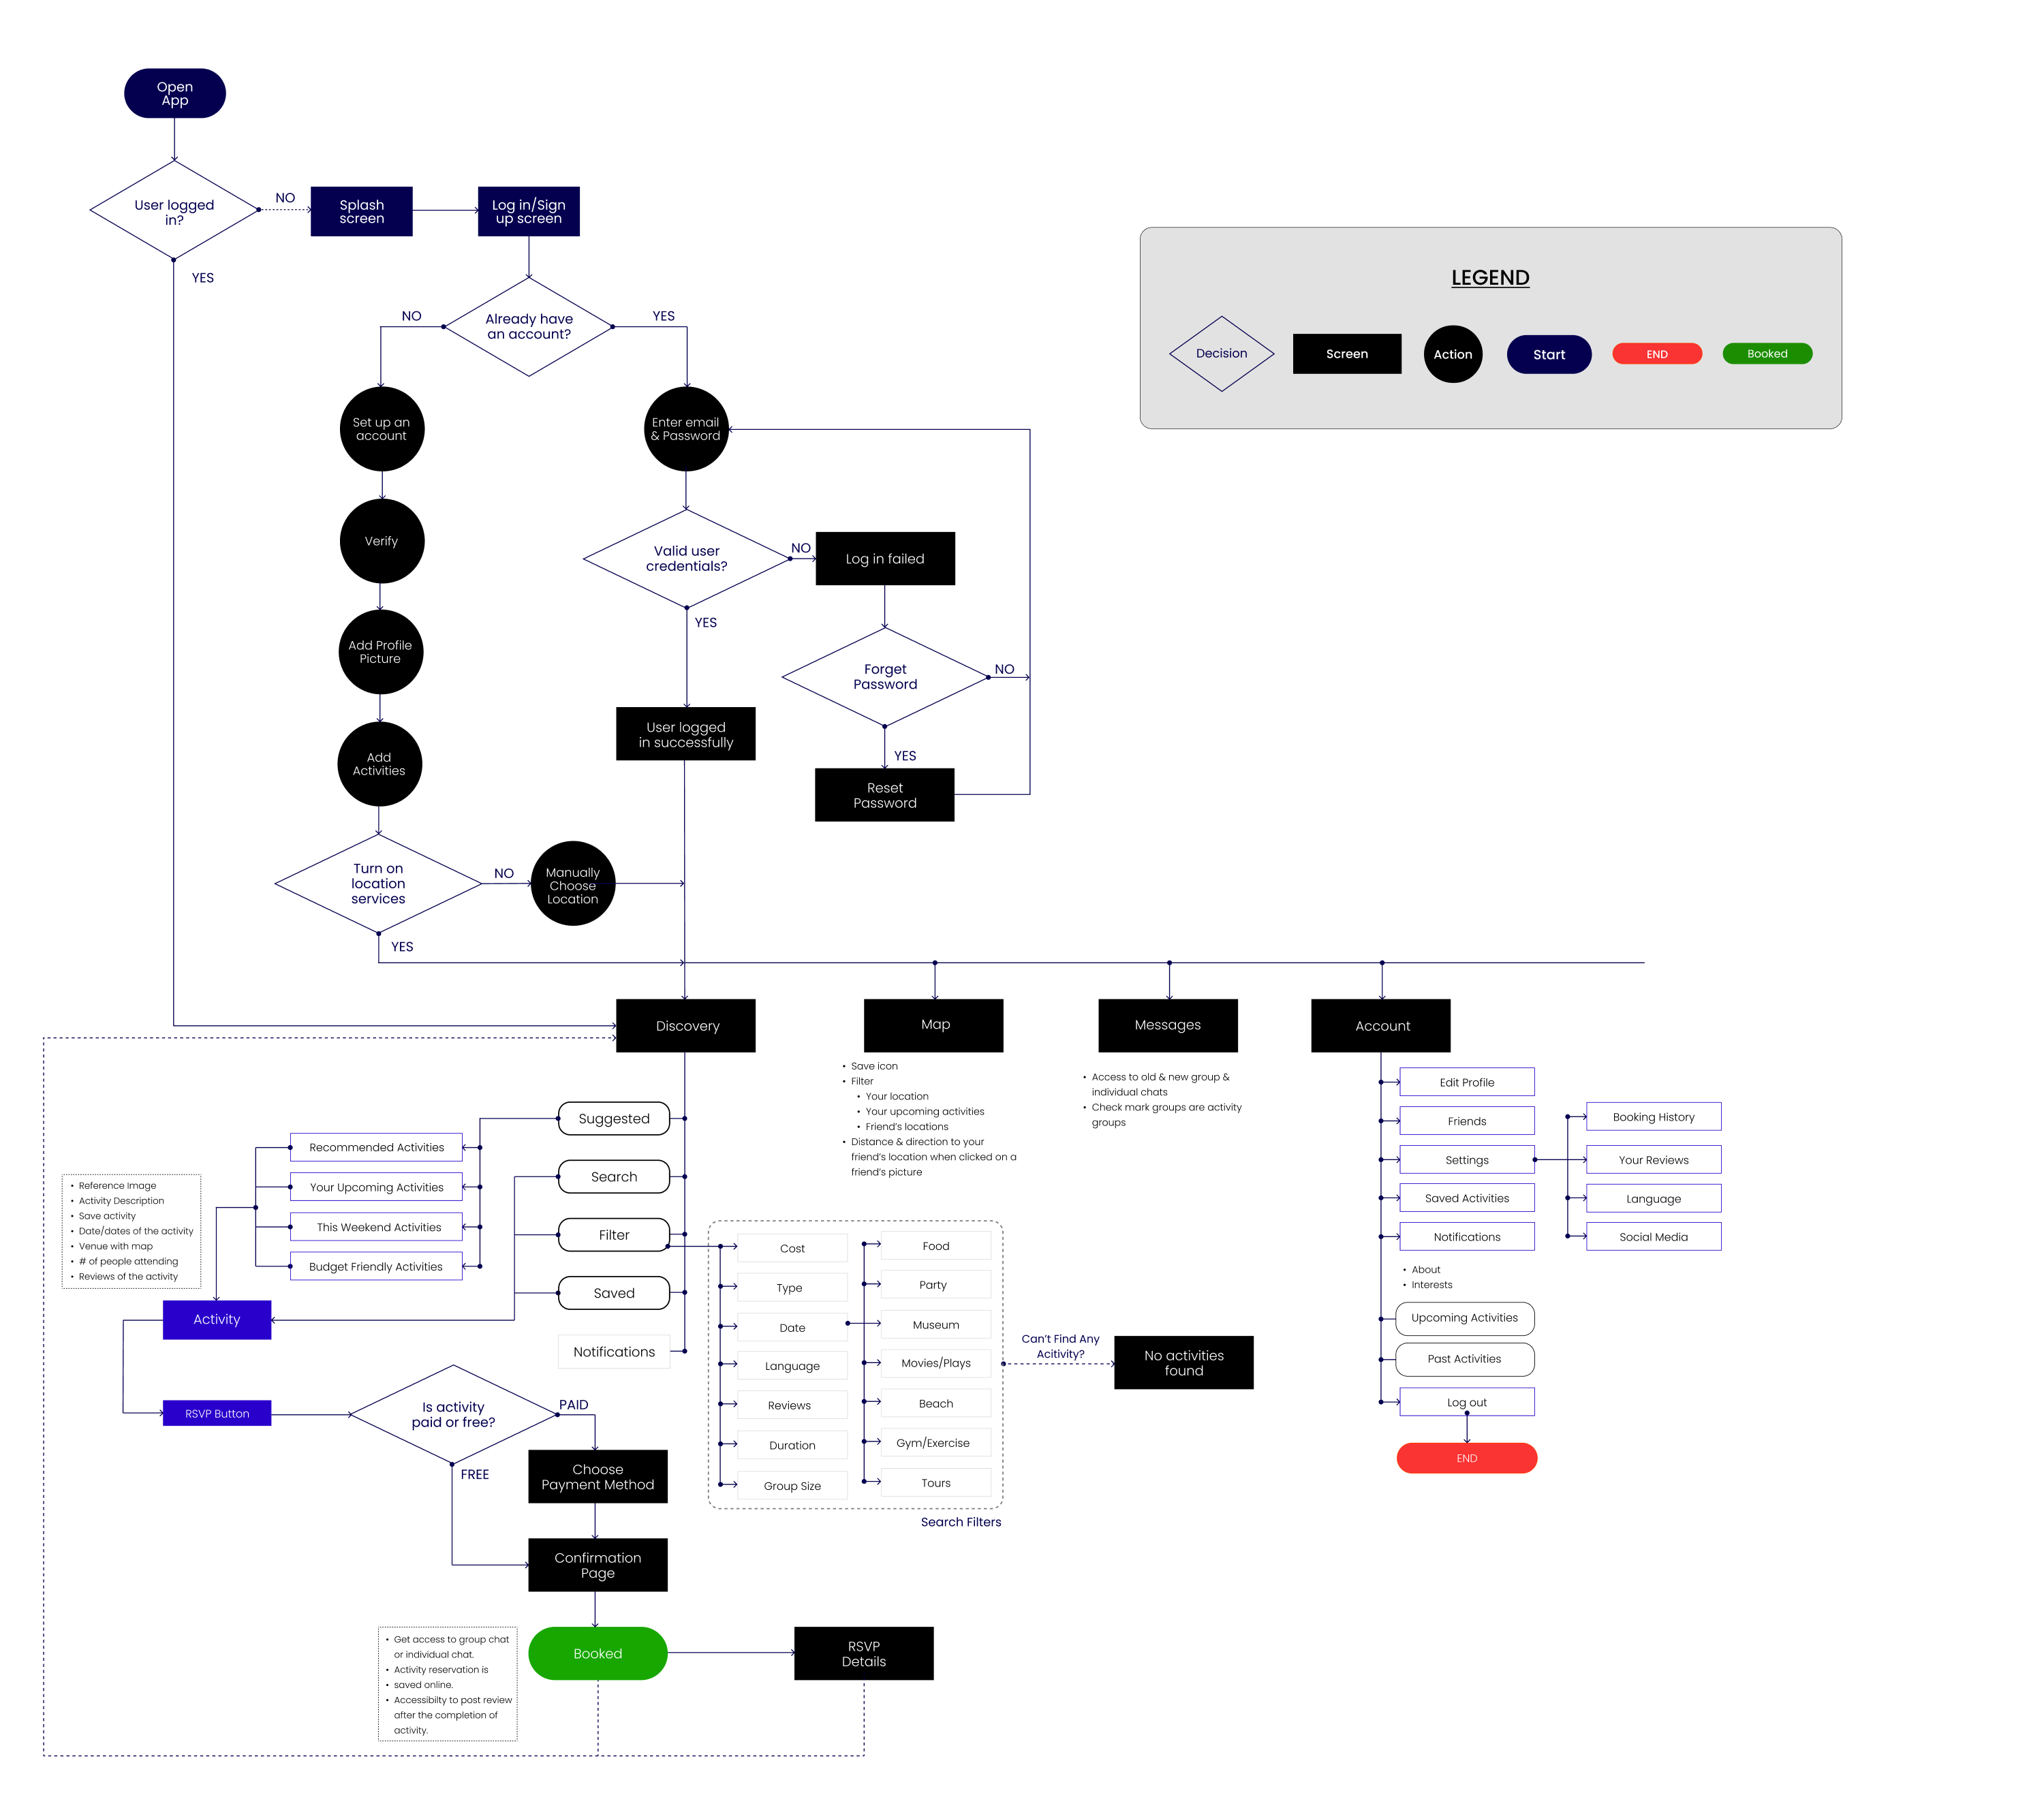 Open
App
User logged
in?
NO
YES
Splash
screen
Log in/Sign
up screen
Already have
an account?
NO
YES
LEGEND
Decision
Screen
Action
Start
END
Booked
Set up an
account
Verify
Add Profile
Picture
Add
Activities
Turn on
location
services
NO
YES
Manually
Choose
Location
Enter email
& Password
Valid user
credentials?
NO
YES
Log in failed
Forget
Password
NO
YES
Reset
Password
User logged
in successfully
Discovery
Map
Messages
Account
• Save icon
• Filter
• Your location
• Your upcoming activities
• Friend's locations
• Distance & direction to your
friend's location when clicked on a
friend's picture
• Access to old & new group &
individual chats
• Check mark groups are activity
groups
Edit Profile
Friends
Settings
Saved Activities
Notifications
• About
• Interests
Upcoming Activities
Past Activities
Log out
END
Booking History
Your Reviews
Language
Social Media
Suggested
Search
Filter
Saved
Notifications
Recommended Activities
Your Upcoming Activities
This Weekend Activities
Budget Friendly Activities
• Reference Image
• Activity Description
• Save activity
• Date/dates of the activity
• Venue with map
• # of people attending
• Reviews of the activity
Activity
RSVP Button
Is activity
paid or free?
PAID
FREE
Choose
Payment Method
Confirmation
Page
Cost
Type
Date
Language
Reviews
Duration
Group Size
Food
Party
Museum
Movies/Plays
Beach
Gym/Exercise
Tours
Search Filters
Can't Find Any
Acitivity?
No activities
found
• Get access to group chat
or individual chat.
• Activity reservation is
• saved online.
• Accessibilty to post review
after the completion of
activity.
Booked
RSVP
Details